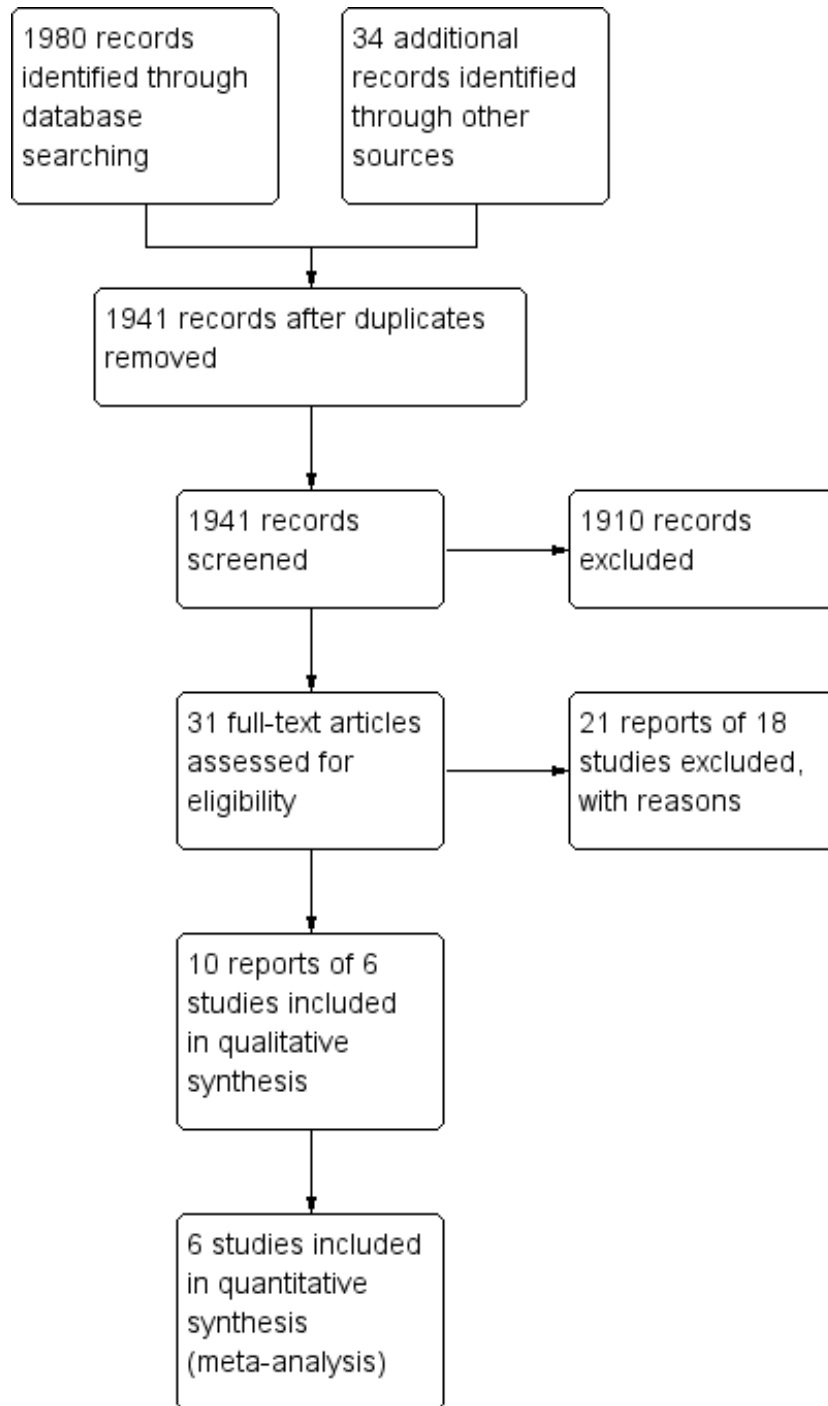 1980 records
identified through
database
searching
34 additional
records identified
through other
sources
1941 records after duplicates
removed
1941 records
screened
1910 records
excluded
31 full-text articles
assessed for
eligibility
21 reports of 18
studies excluded,
with reasons
10 reports of 6
studies included
in qualitative
synthesis
6 studies included
in quantitative
synthesis
(meta-analysis)